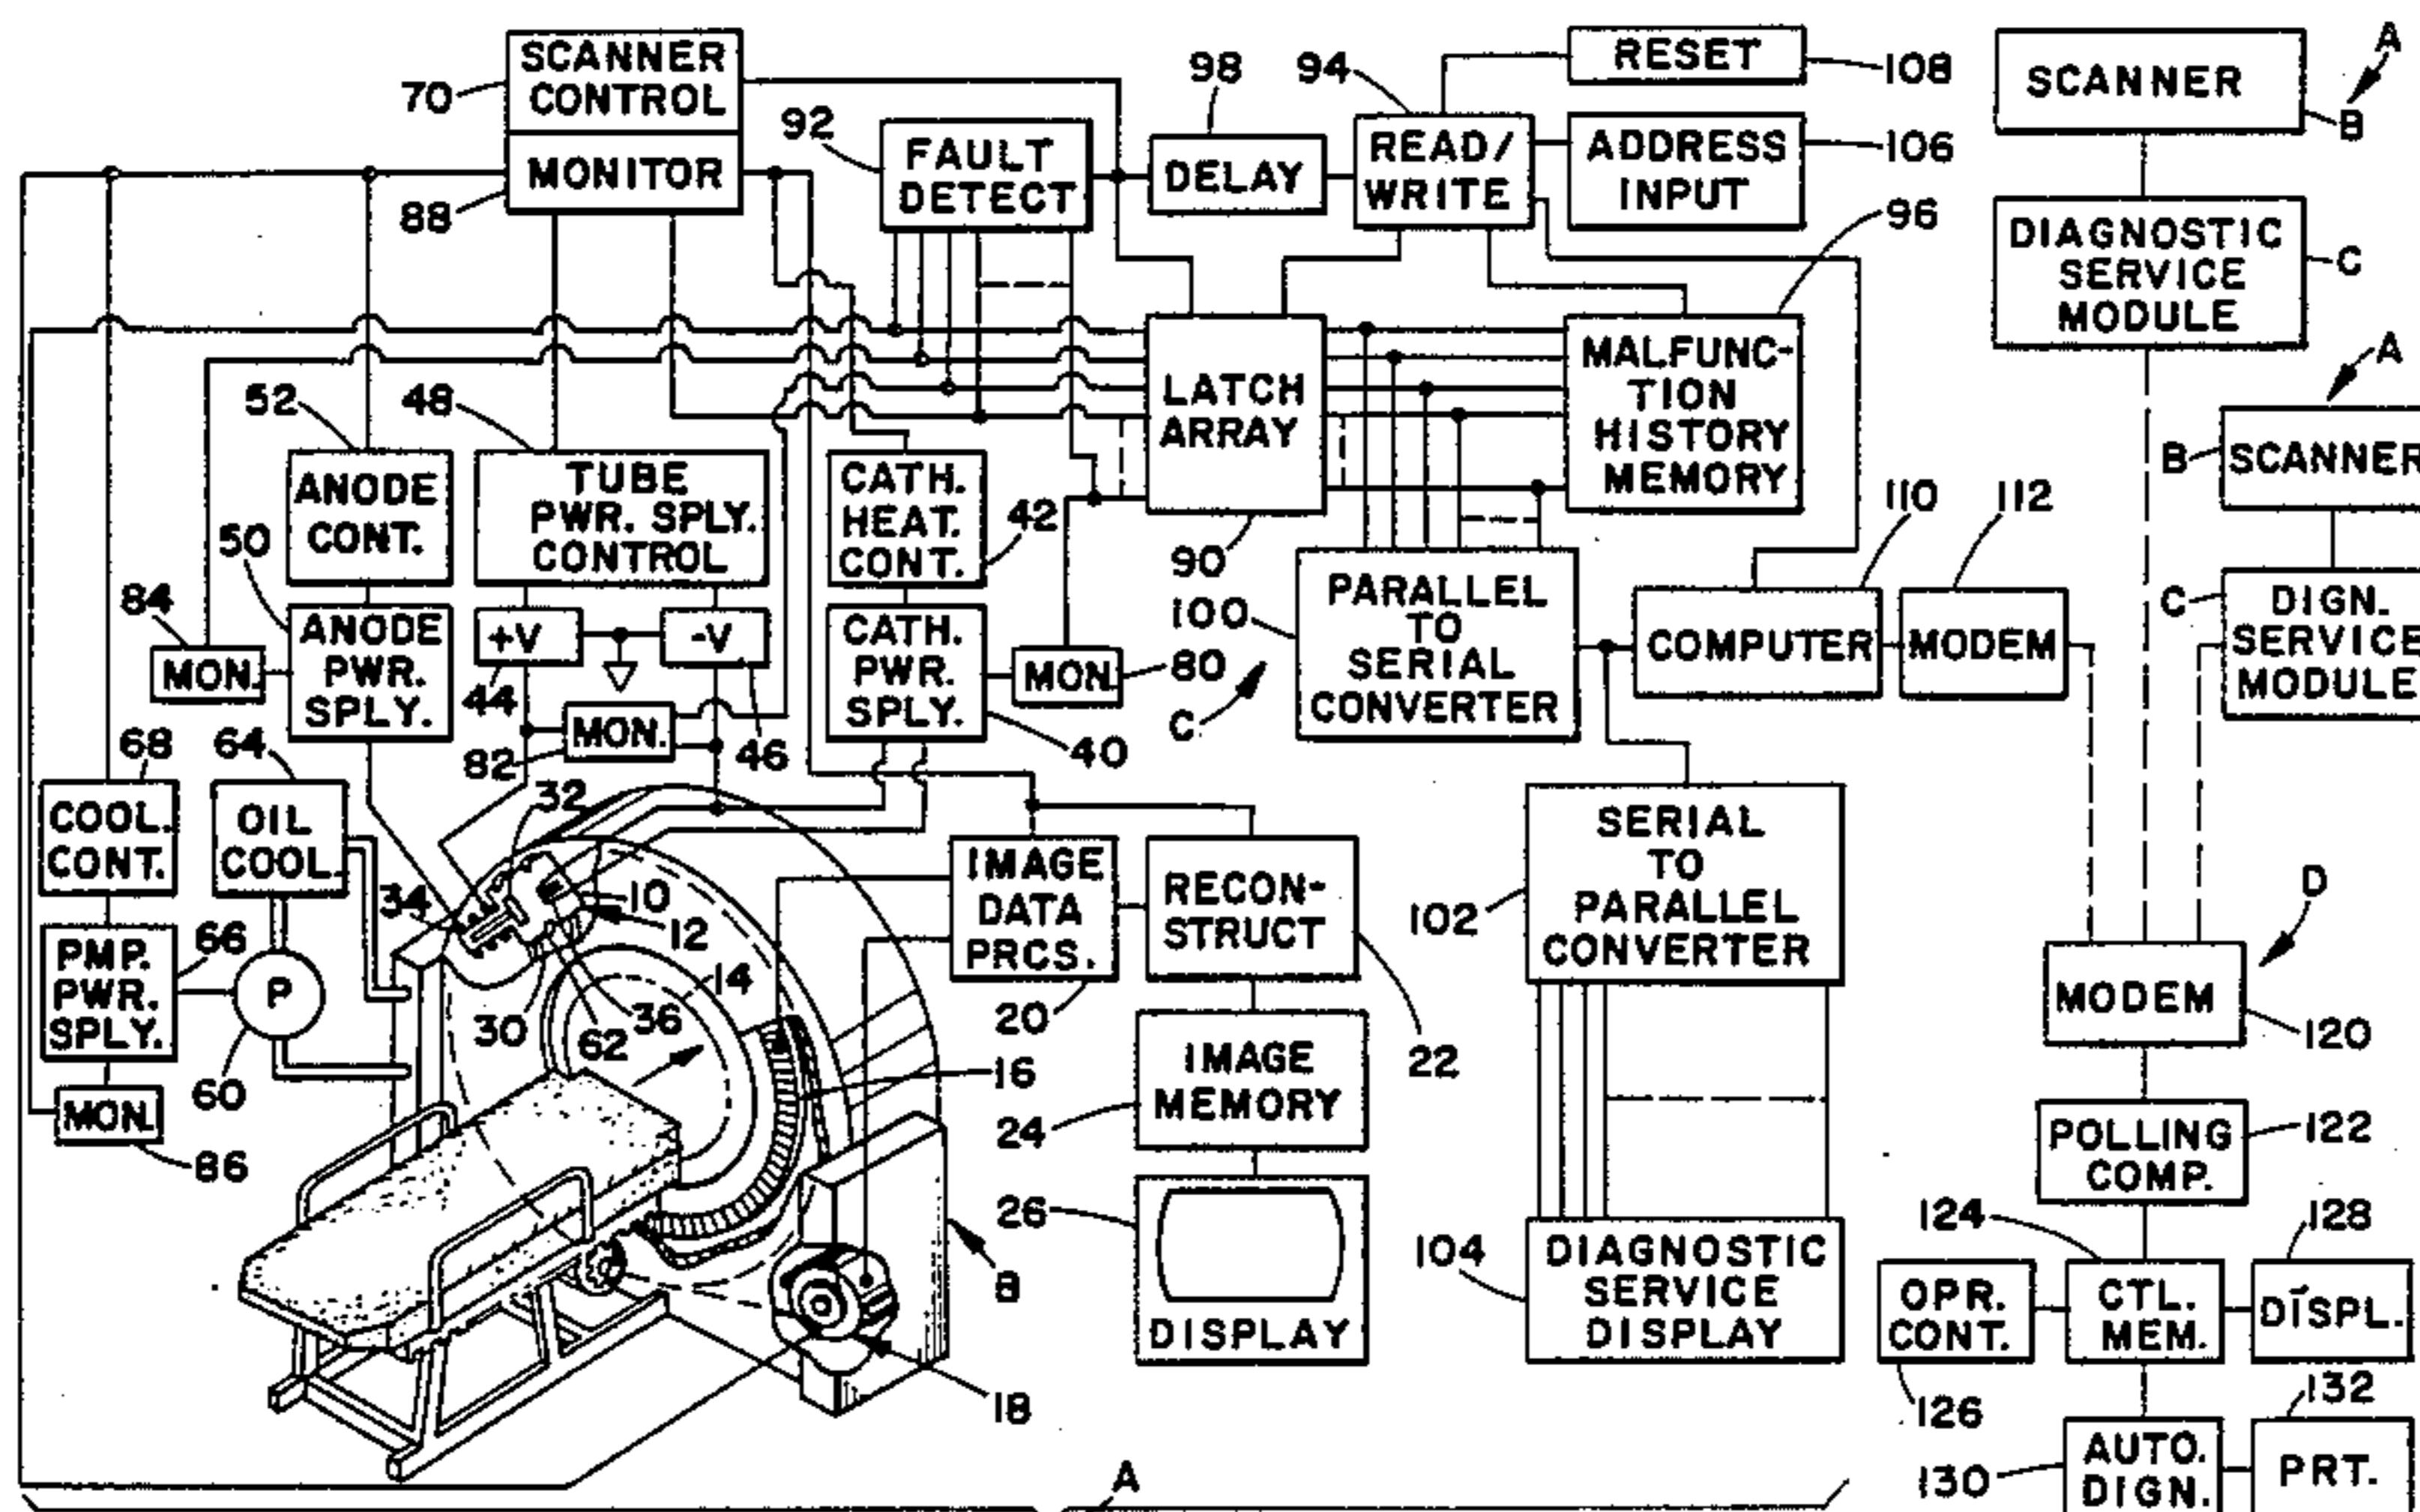 SCANNER
CONTROL
70
MONITOR
88
92
FAULT
DETECT
98
DELAY
94
READ/
WRITE
RESET
108
ADDRESS
INPUT
106
96
SCANNER
A
B
DIAGNOSTIC
SERVICE
MODULE
C
A
B
SCANNER
C
DIGN.
SERVICE
MODULE
52
ANODE
CONT.
48
TUBE
PWR. SPLY.
CONTROL
CATH.
HEAT.
CONT.
42
LATCH
ARRAY
90
MALFUNC-
TION
HISTORY
MEMORY
84
MON.
50
ANODE
PWR.
SPLY.
+V
44
-V
46
MON.
82
CATH.
PWR.
SPLY.
40
MON.
80
100
PARALLEL
TO
SERIAL
CONVERTER
C
110
COMPUTER
112
MODEM
68
COOL.
CONT.
64
OIL
COOL.
PMP.
PWR.
SPLY.
66
P
60
MON.
86
32
34
10
12
14
30
62
36
16
B
18
IMAGE
DATA
PRCS.
20
RECON-
STRUCT
22
IMAGE
MEMORY
24
26
DISPLAY
102
SERIAL
TO
PARALLEL
CONVERTER
104
DIAGNOSTIC
SERVICE
DISPLAY
D
MODEM
120
POLLING
COMP.
122
124
CTL.
MEM.
OPR.
CONT.
126
128
DISPL.
130
AUTO.
DIGN.
132
PRT.
A